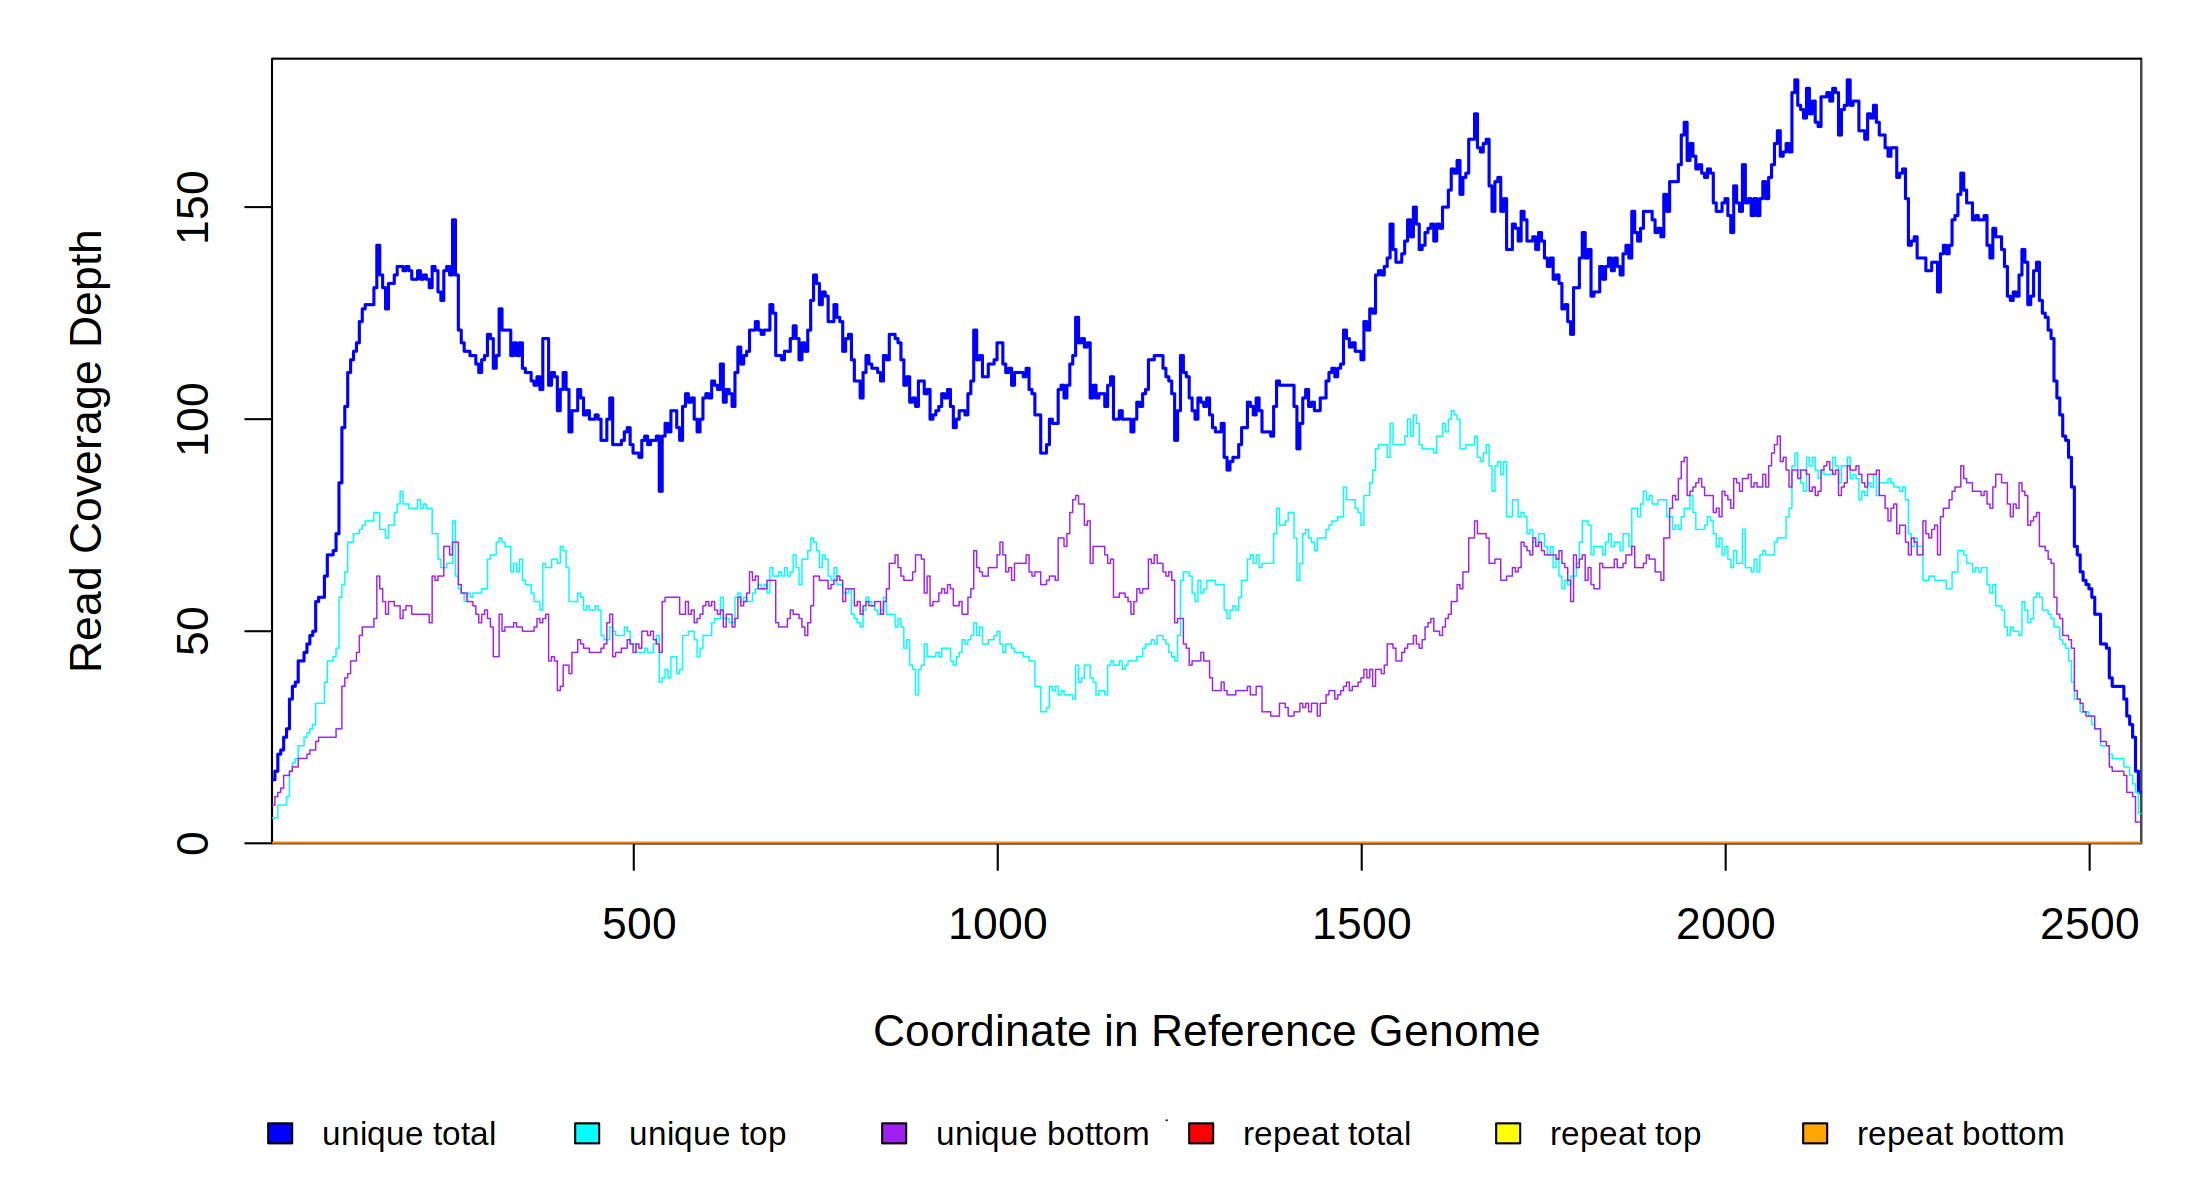 Read Coverage Depth
150
100
50
0
500 1000 1500 2000 2500
Coordinate in Reference Genome
unique total unique top unique bottom repeat total repeat top repeat bottom